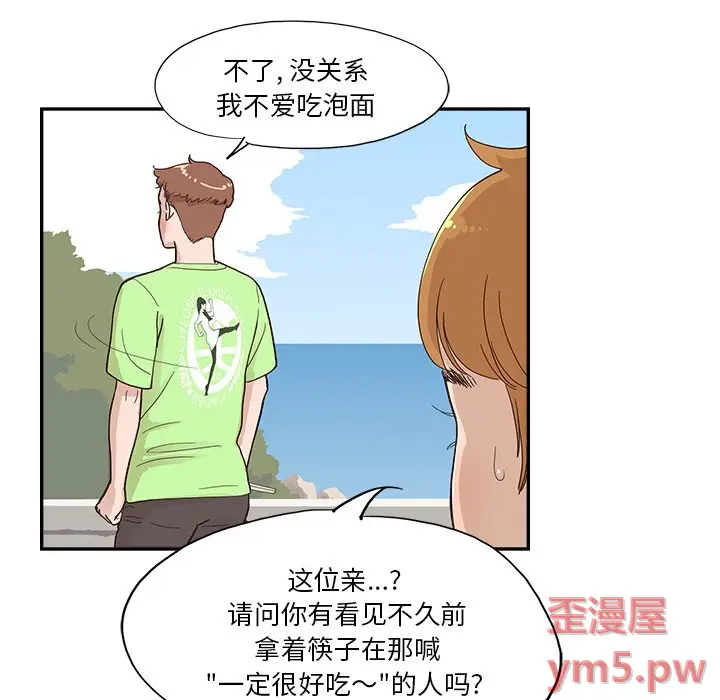 不了, 没关系
我不爱吃泡面
这位亲...?
请问你有看见不久前
拿着筷子在那喊
"一定很好吃～"的人吗?
歪漫屋
ym5.pw